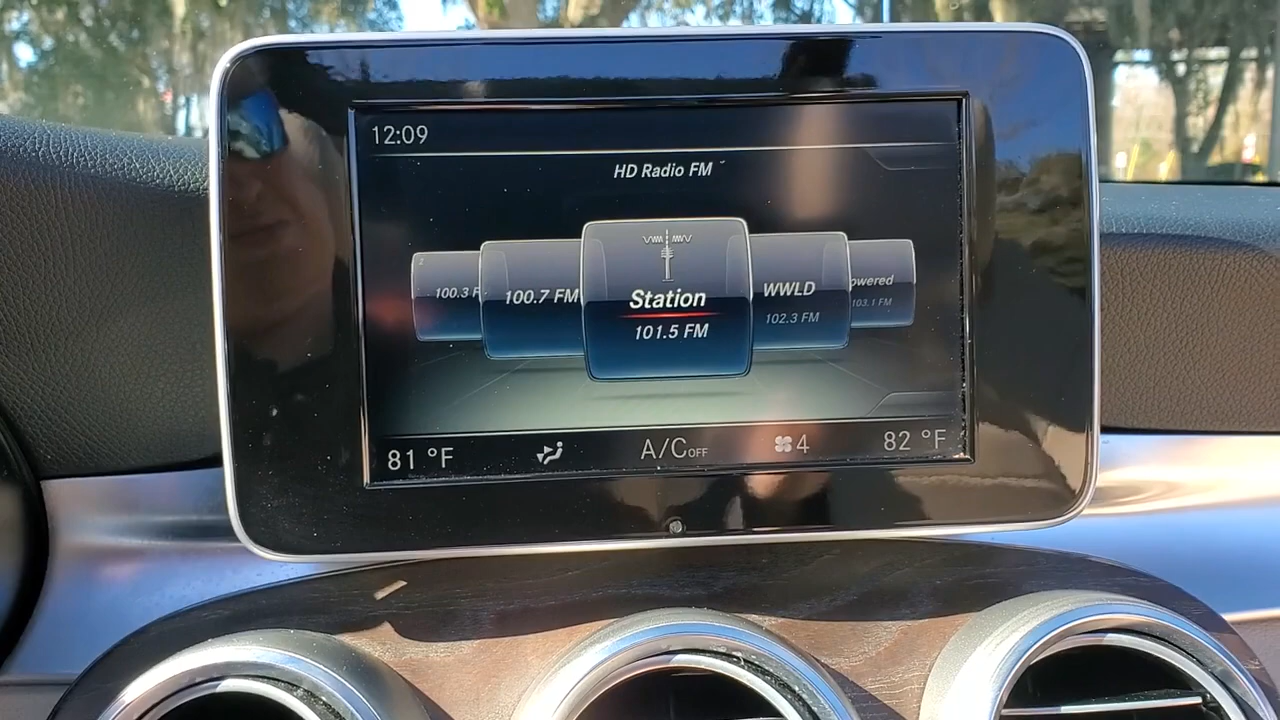 12:09
HD Radio FM
100.3 F
100.7 FM
Station
101.5 FM
WWLD
102.3 FM
owered
103.1 FM
81 °F
A/C OFF
4
82 °F